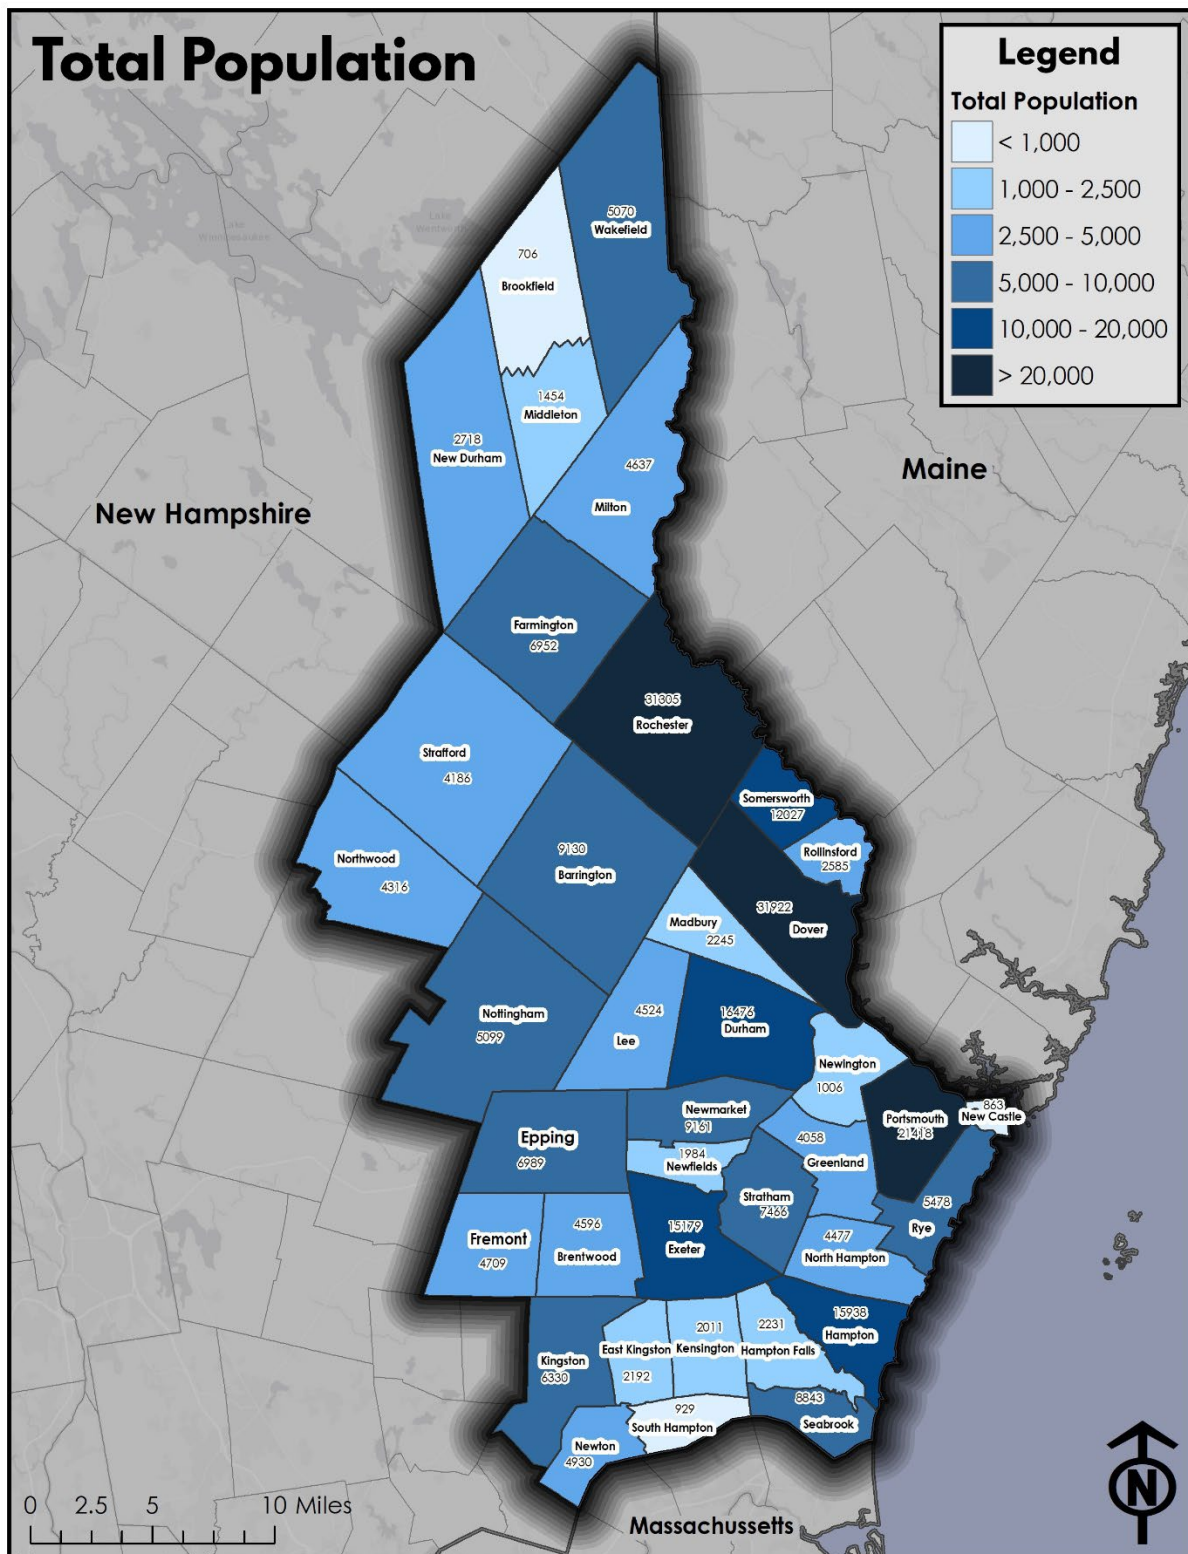 Total Population
Legend
Total Population
< 1,000
1,000 - 2,500
2,500 - 5,000
5,000 - 10,000
10,000 - 20,000
> 20,000
5070
Wakefield
Lake
Winnipesaukee
Lake
Wentworth
706
Brookfield
1454
Middleton
2718
New Durham
4637
Milton
Maine
New Hampshire
Farmington
6952
31305
Rochester
Strafford
4186
Somersworth
12027
Rollinsford
2585
Northwood
4316
9130
Barrington
31922
Dover
Madbury
2245
Nottingham
5099
4524
Lee
16476
Durham
Newington
1006
Newmarket
9161
Portsmouth
21418
863
New Castle
Epping
6989
1984
Newfields
4058
Greenland
Stratham
7466
5478
Rye
Fremont
4709
4596
Brentwood
15179
Exeter
4477
North Hampton
15938
Hampton
Kingston
6330
East Kingston
2192
2011
Kensington
2231
Hampton Falls
8843
Seabrook
929
South Hampton
Newton
4930
0 2.5 5 10 Miles
Massachussetts
N